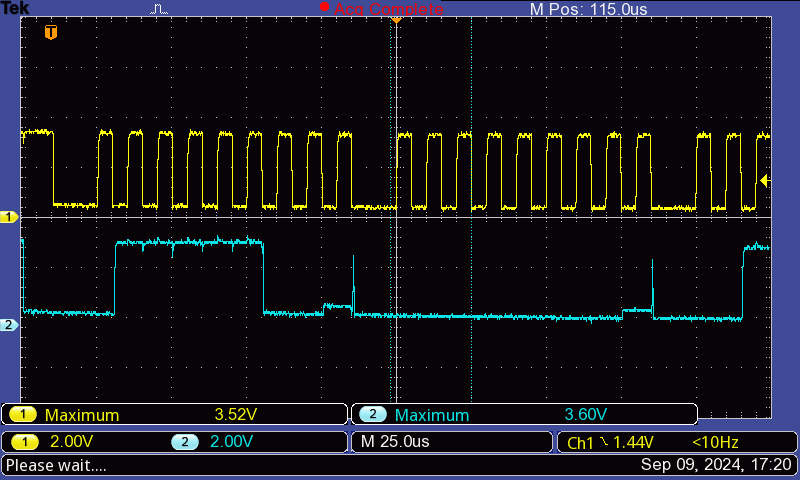 Tek Acq Complete M Pos: 115.0us
T
1
2
1 Maximum 3.52V 2 Maximum 3.60V
1 2.00V 2 2.00V M 25.0us Ch1 1.44V <10Hz
Please wait.... Sep 09, 2024, 17:20